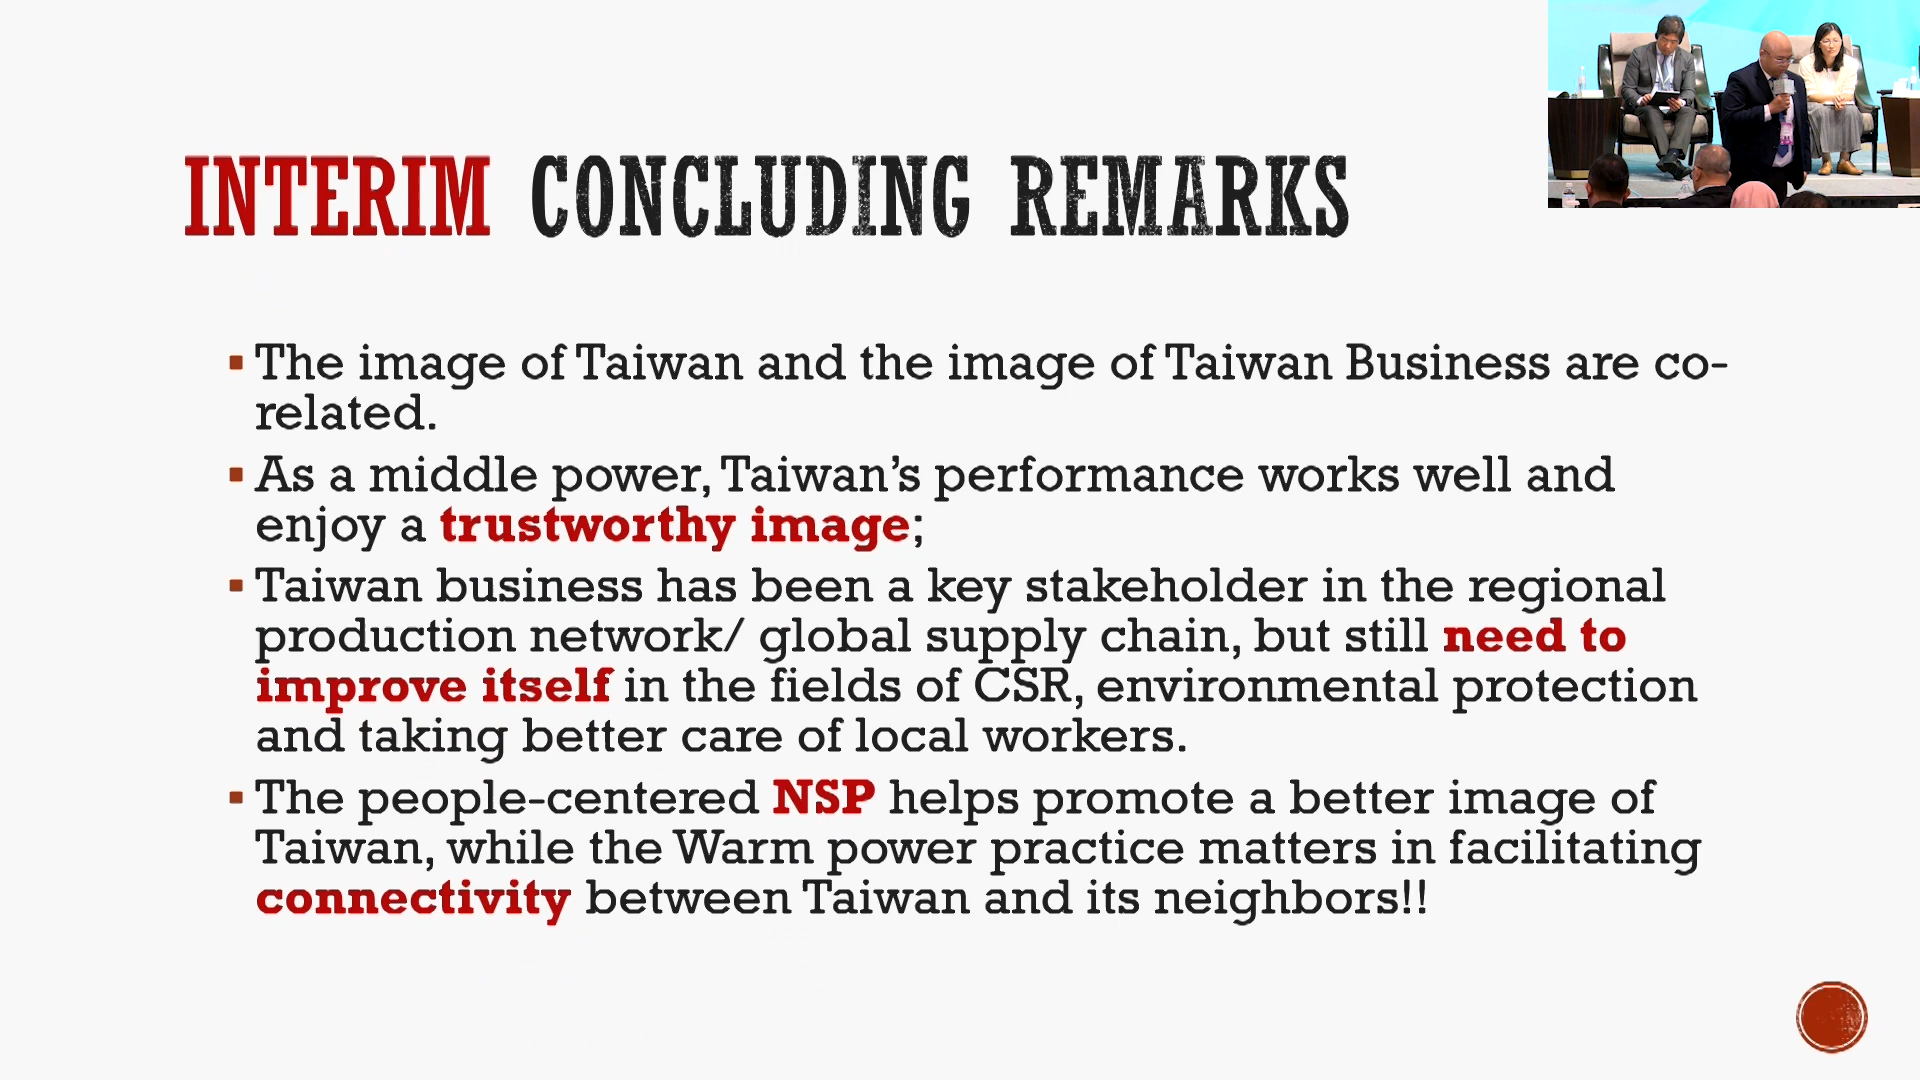 INTERIM CONCLUDING REMARKS
▪ The image of Taiwan and the image of Taiwan Business are co-
related.
▪ As a middle power, Taiwan’s performance works well and
enjoy a trustworthy image;
▪ Taiwan business has been a key stakeholder in the regional
production network/ global supply chain, but still need to
improve itself in the fields of CSR, environmental protection
and taking better care of local workers.
▪ The people-centered NSP helps promote a better image of
Taiwan, while the Warm power practice matters in facilitating
connectivity between Taiwan and its neighbors!!